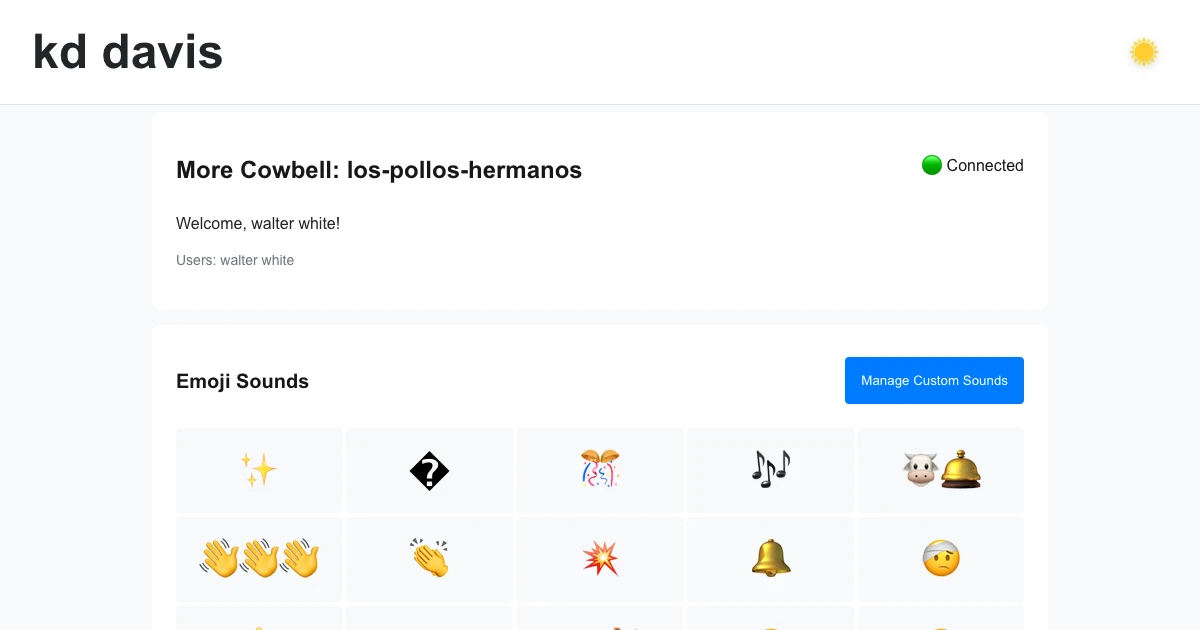 kd davis
More Cowbell: los-pollos-hermanos
Connected
Welcome, walter white!
Users: walter white
Emoji Sounds
Manage Custom Sounds